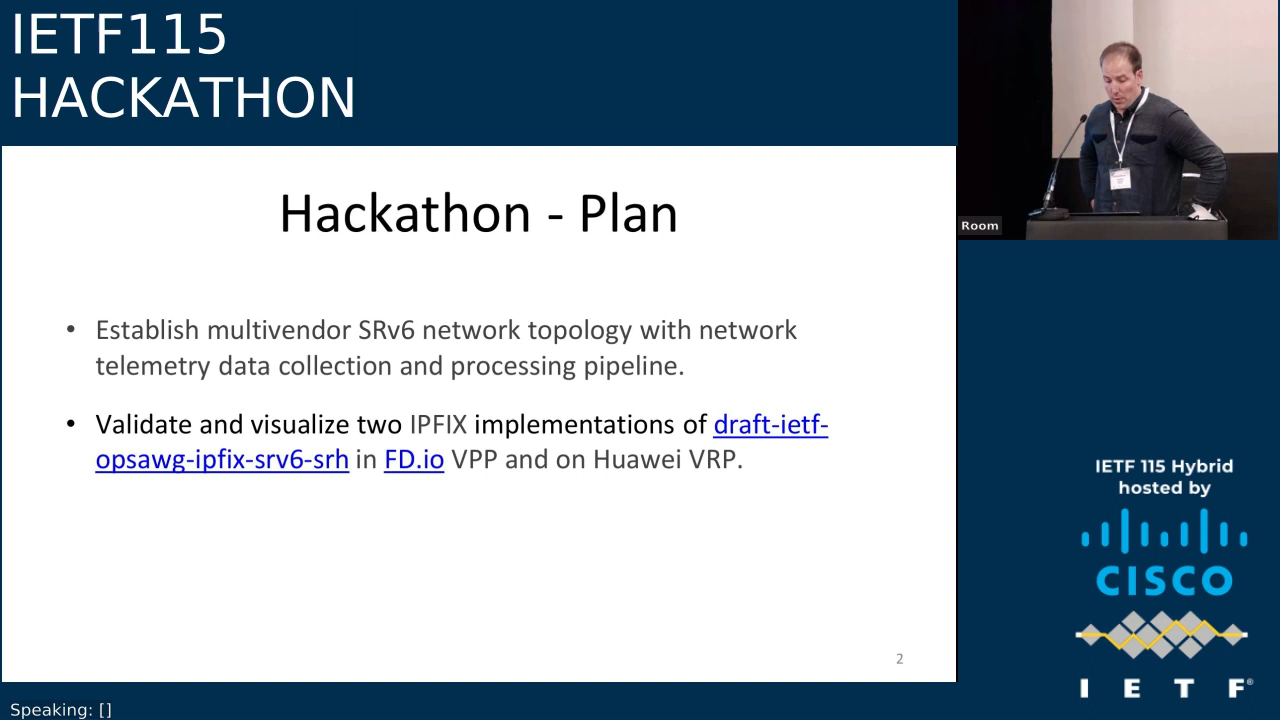 IETF115
HACKATHON
Hackathon - Plan
• Establish multivendor SRv6 network topology with network
telemetry data collection and processing pipeline.
• Validate and visualize two IPFIX implementations of draft-ietf-
opsawg-ipfix-srv6-srh in FD.io VPP and on Huawei VRP.
2
Room
IETF 115 Hybrid
hosted by
CISCO
I E T F®
Speaking: []